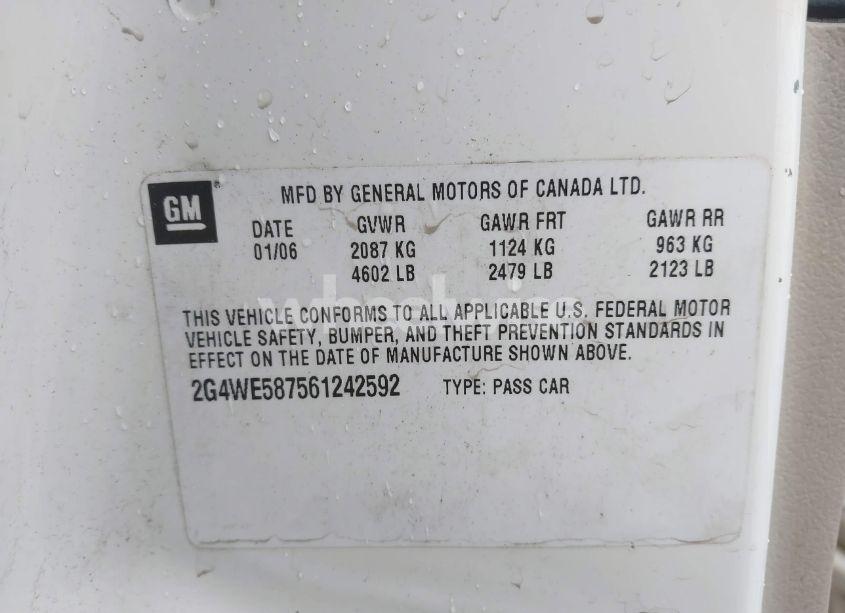 GM
MFD BY GENERAL MOTORS OF CANADA LTD.
DATE GVWR GAWR FRT GAWR RR
01/06 2087 KG 1124 KG 963 KG
4602 LB 2479 LB 2123 LB
THIS VEHICLE CONFORMS TO ALL APPLICABLE U.S. FEDERAL MOTOR
VEHICLE SAFETY, BUMPER, AND THEFT PREVENTION STANDARDS IN
EFFECT ON THE DATE OF MANUFACTURE SHOWN ABOVE.
2G4WE587561242592 TYPE: PASS CAR